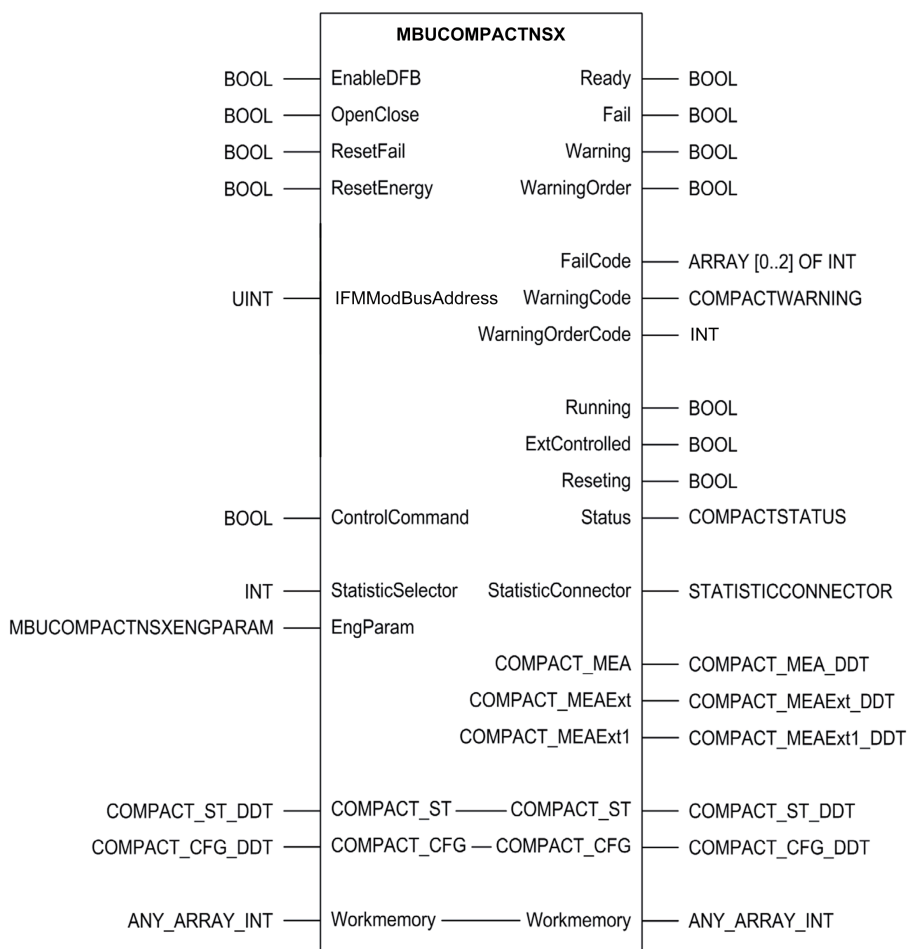 MBUCOMPACTNSX
BOOL EnableDFB Ready BOOL
BOOL OpenClose Fail BOOL
BOOL ResetFail Warning BOOL
BOOL ResetEnergy WarningOrder BOOL
FailCode ARRAY [0..2] OF INT
UINT IFMModBusAddress WarningCode COMPACTWARNING
WarningOrderCode INT
Running BOOL
ExtControlled BOOL
Reseting BOOL
BOOL ControlCommand Status COMPACTSTATUS
INT StatisticSelector StatisticConnector STATISTICCONNECTOR
MBUCOMPACTNSXENGPARAM EngParam
COMPACT_MEA COMPACT_MEA_DDT
COMPACT_MEAExt COMPACT_MEAExt_DDT
COMPACT_MEAExt1 COMPACT_MEAExt1_DDT
COMPACT_ST_DDT COMPACT_ST COMPACT_ST COMPACT_ST_DDT
COMPACT_CFG_DDT COMPACT_CFG COMPACT_CFG COMPACT_CFG_DDT
ANY_ARRAY_INT Workmemory Workmemory ANY_ARRAY_INT